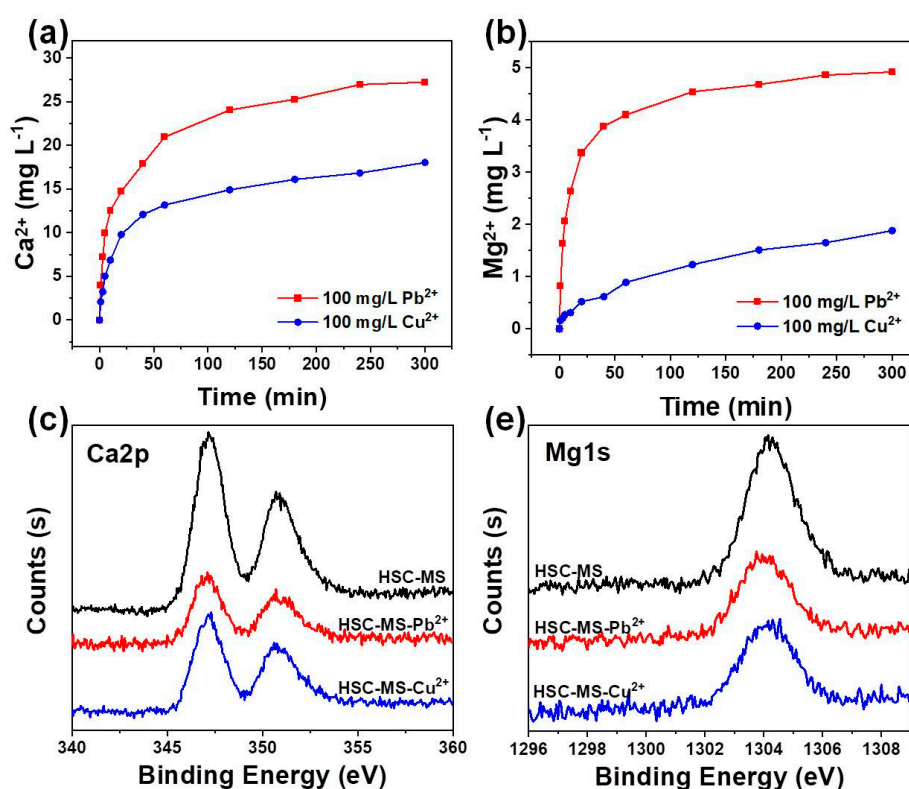 (a)
30
25
20
15
10
5
0
Ca²⁺ (mg L⁻¹)
100 mg/L Pb²⁺
100 mg/L Cu²⁺
0 50 100 150 200 250 300
Time (min)
(b)
5
4
3
2
1
0
Mg²⁺ (mg L⁻¹)
100 mg/L Pb²⁺
100 mg/L Cu²⁺
0 50 100 150 200 250 300
Time (min)
(c)
Ca2p
Counts (s)
HSC-MS
HSC-MS-Pb²⁺
HSC-MS-Cu²⁺
340 345 350 355 360
Binding Energy (eV)
(e)
Mg1s
Counts (s)
HSC-MS
HSC-MS-Pb²⁺
HSC-MS-Cu²⁺
1296 1298 1300 1302 1304 1306 1308
Binding Energy (eV)